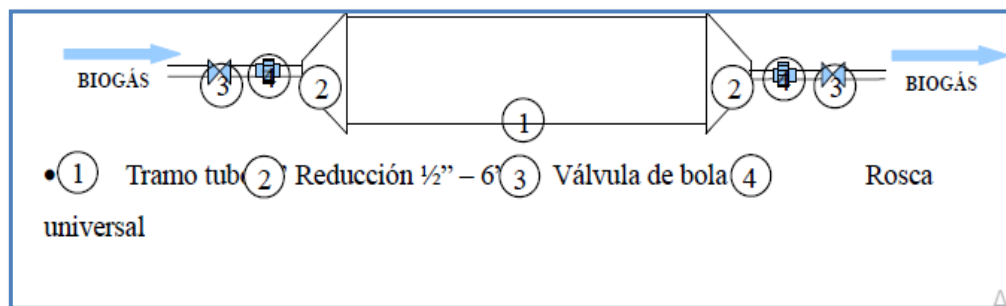 BIOGÁS 3 4 2 2 4 3 BIOGÁS
1
• 1 Tramo 2 Reducción ½” – 6 3 Válvula de bola 4 Rosca
universal